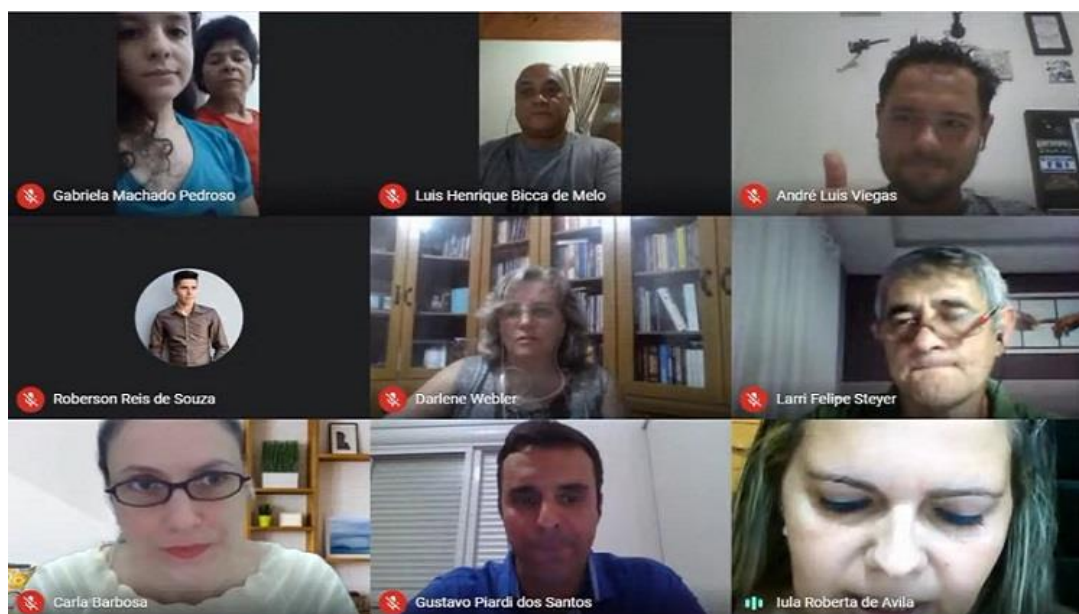 Gabriela Machado Pedroso
Luis Henrique Bicca de Melo
André Luis Viegas
Roberson Reis de Souza
Darlene Webler
Larri Felipe Steyer
Carla Barbosa
Gustavo Piardi dos Santos
Iula Roberta de Avila